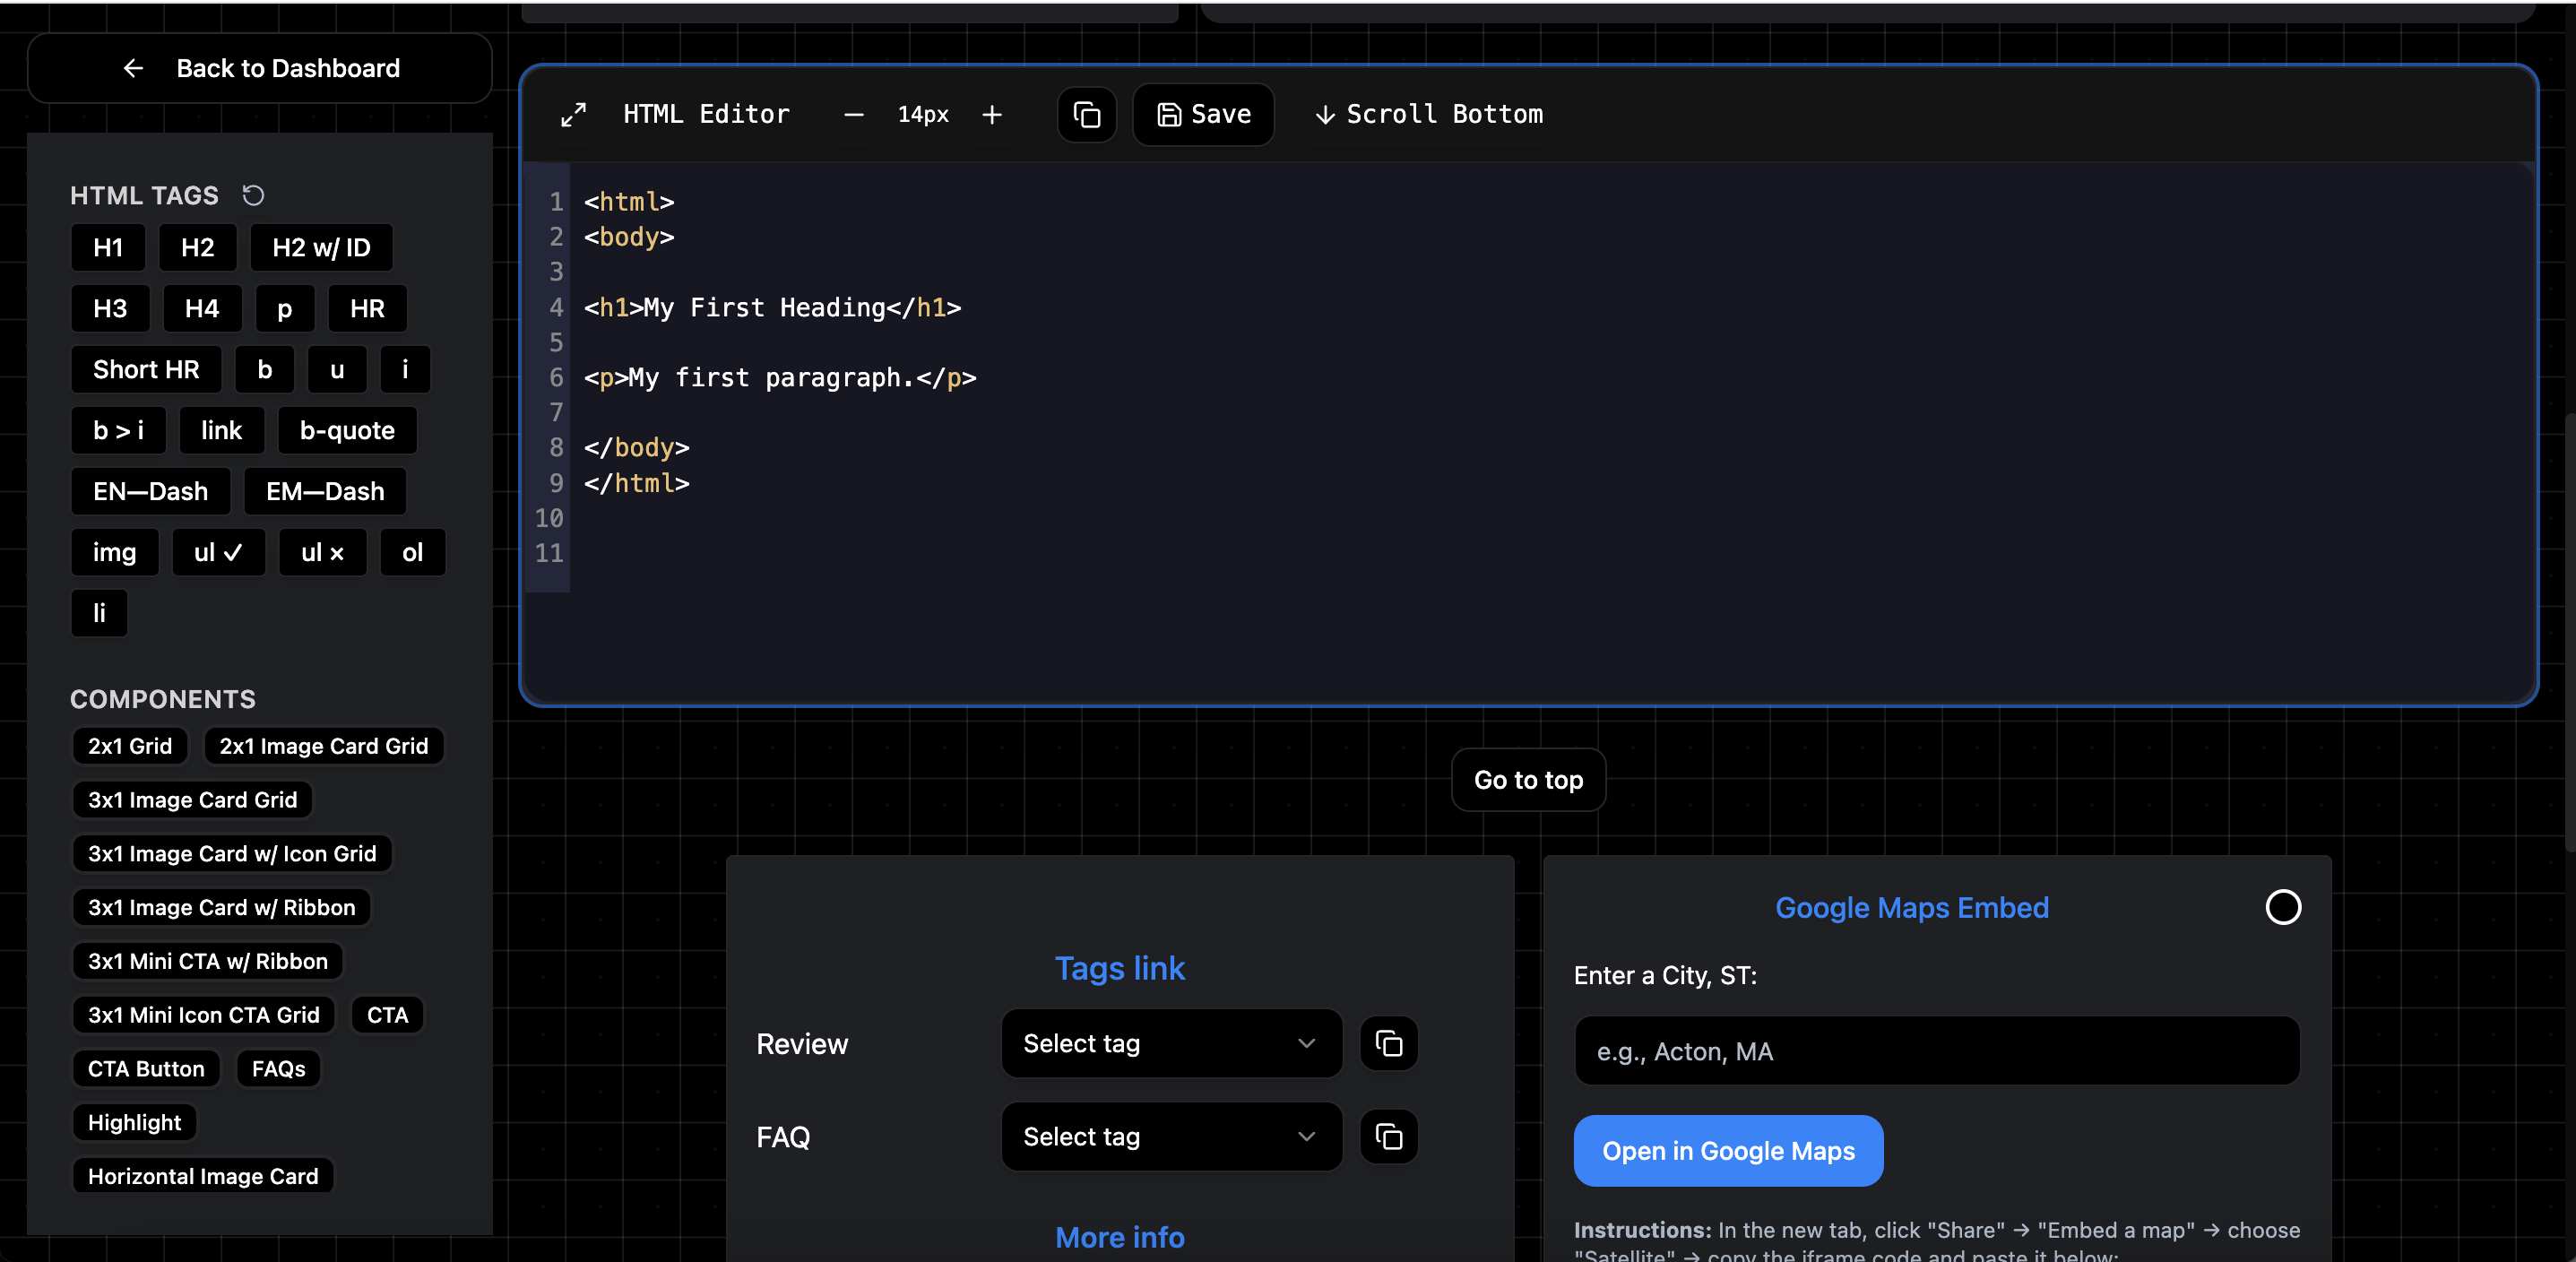 Back to Dashboard
HTML TAGS
H1 H2 H2 w/ ID
H3 H4 p HR
Short HR b u i
b > i link b-quote
EN—Dash EM—Dash
img ul ✓ ul × ol
li
COMPONENTS
2x1 Grid 2x1 Image Card Grid
3x1 Image Card Grid
3x1 Image Card w/ Icon Grid
3x1 Image Card w/ Ribbon
3x1 Mini CTA w/ Ribbon
3x1 Mini Icon CTA Grid CTA
CTA Button FAQs
Highlight
Horizontal Image Card
HTML Editor — 14px + Save ↓ Scroll Bottom
1 <html>
2 <body>
3
4 <h1>My First Heading</h1>
5
6 <p>My first paragraph.</p>
7
8 </body>
9 </html>
10
11
Go to top
Tags link
Review Select tag
FAQ Select tag
More info
Google Maps Embed
Enter a City, ST:
e.g., Acton, MA
Open in Google Maps
Instructions: In the new tab, click "Share" → "Embed a map" → choose
"Satellite" → copy the iframe code and paste it below: